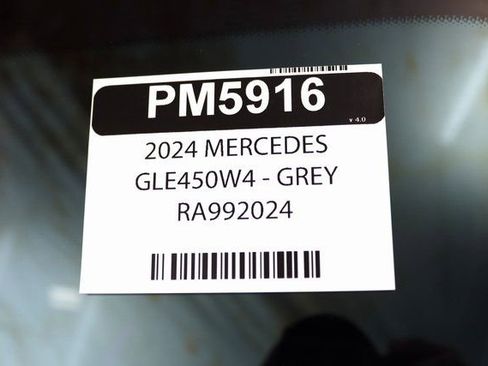 PM5916
v 4.0
2024 MERCEDES
GLE450W4 - GREY
RA992024